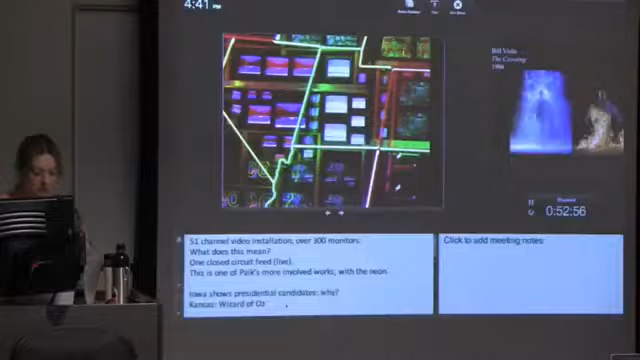 4:41 PM
Bill Viola
The Crossing
1996
0:52:56
51 channel video installation, over 300 monitors.
What does this mean?
One closed circuit feed (live).
This is one of Paik's more involved works, with the neon.
Iowa shows presidential candidates: why?
Kansas: Wizard of Oz
Click to add meeting notes